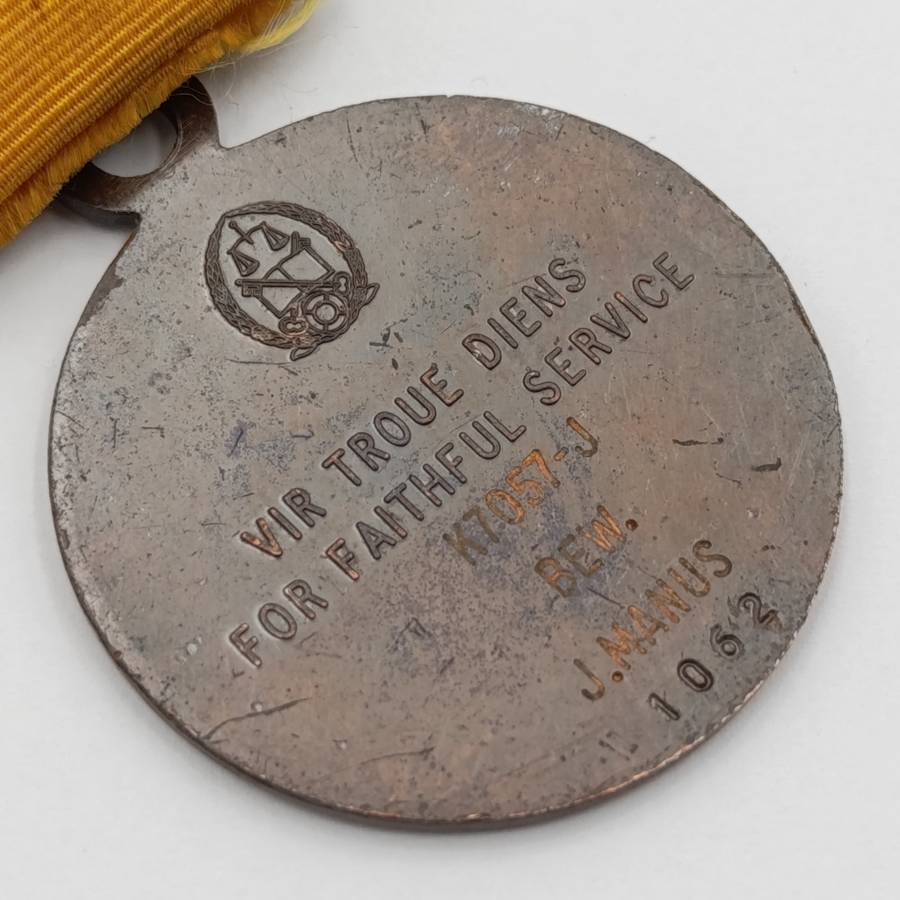 VIR TROUE DIENS
FOR FAITHFUL SERVICE
K7057-J
BEW.
J.MANUS
1062